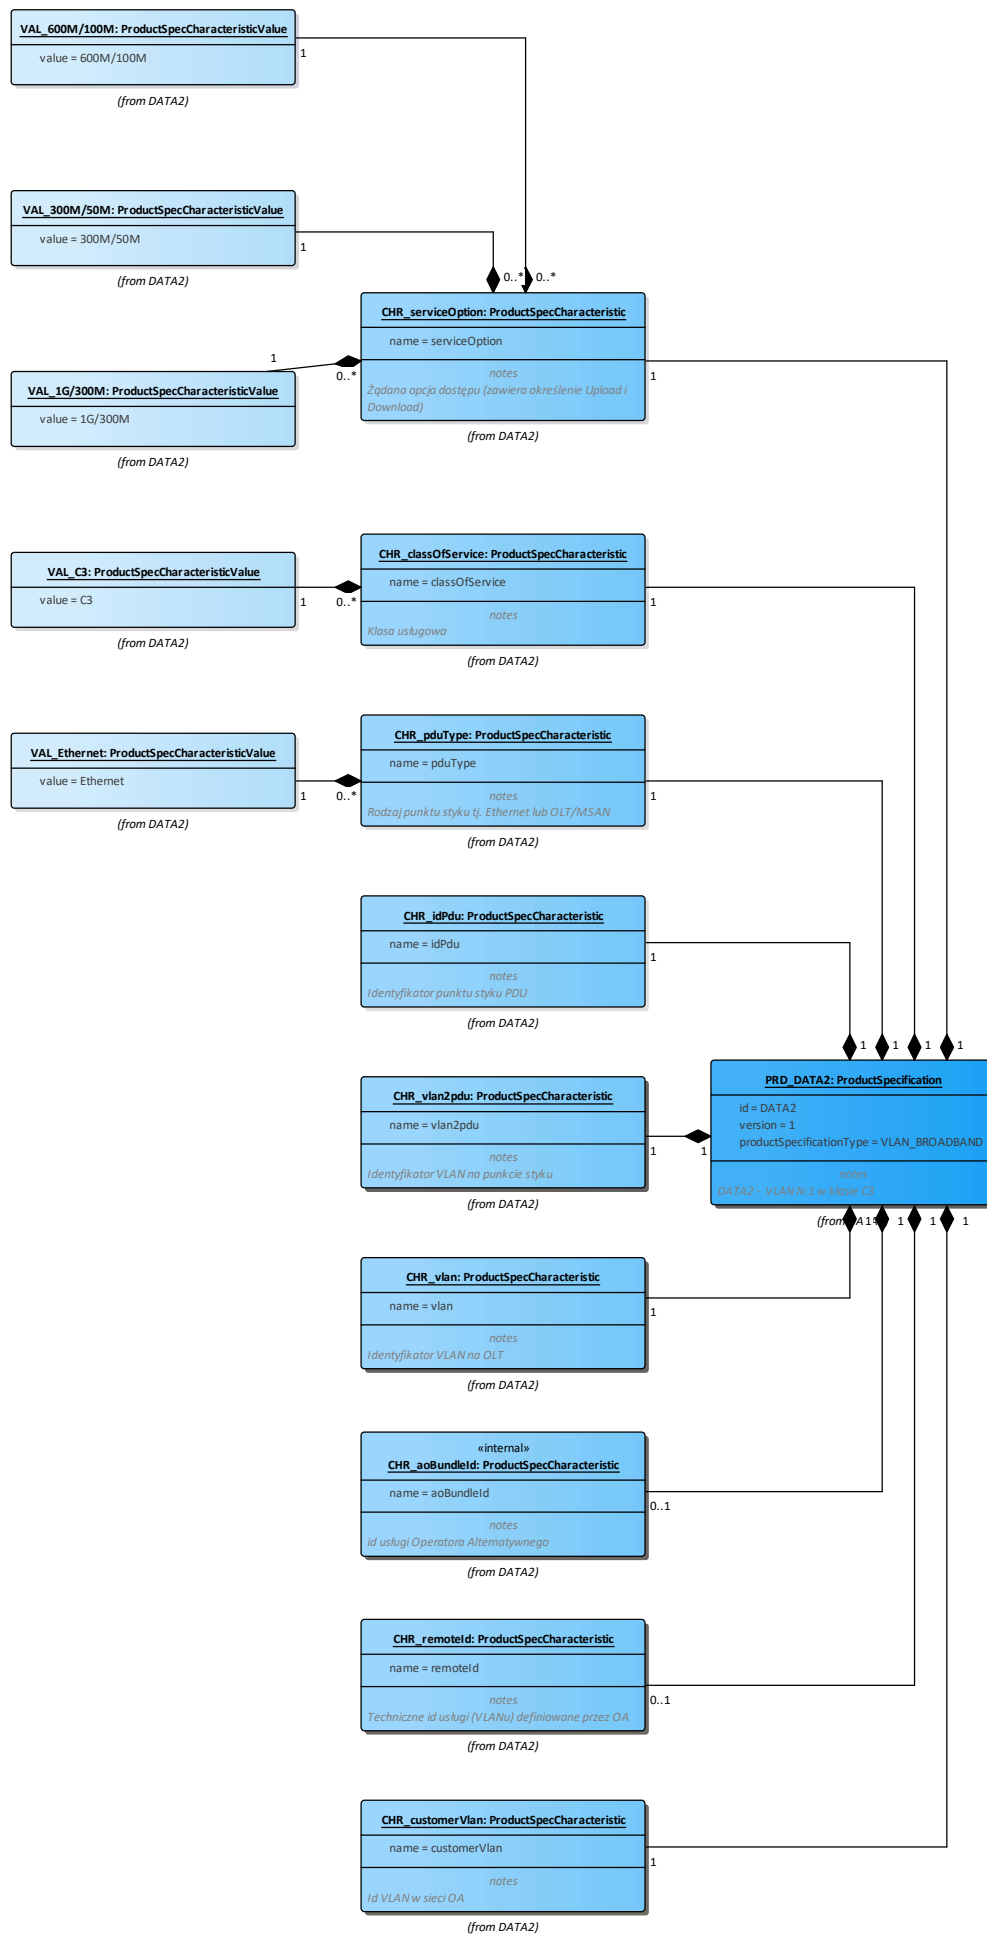 VAL_600M/100M: ProductSpecCharacteristicValue
value = 600M/100M
1
(from DATA2)
VAL_300M/50M: ProductSpecCharacteristicValue
value = 300M/50M
1
(from DATA2)
0..*
0..*
CHR_serviceOption: ProductSpecCharacteristic
name = serviceOption
notes
Żądana opcja dostępu (zawiera określenie Upload i
Download)
1
(from DATA2)
1
0..*
VAL_1G/300M: ProductSpecCharacteristicValue
value = 1G/300M
(from DATA2)
CHR_classOfService: ProductSpecCharacteristic
name = classOfService
notes
Klasa usługowa
1
(from DATA2)
VAL_C3: ProductSpecCharacteristicValue
value = C3
1
0..*
(from DATA2)
CHR_pduType: ProductSpecCharacteristic
name = pduType
notes
Rodzaj punktu styku tj. Ethernet lub OLT/MSAN
1
(from DATA2)
VAL_Ethernet: ProductSpecCharacteristicValue
value = Ethernet
1
0..*
(from DATA2)
CHR_idPdu: ProductSpecCharacteristic
name = idPdu
notes
Identyfikator punktu styku PDU
1
(from DATA2)
1
1
1
1
PRD_DATA2: ProductSpecification
id = DATA2
version = 1
productSpecificationType = VLAN_BROADBAND
notes
DATA2 - VLAN N:1 w klasie C3
CHR_vlan2pdu: ProductSpecCharacteristic
name = vlan2pdu
notes
Identyfikator VLAN na punkcie styku
1
1
(from DATA2)
1
1
1
1
CHR_vlan: ProductSpecCharacteristic
name = vlan
notes
Identyfikator VLAN na OLT
1
(from DATA2)
«internal»
CHR_aoBundleId: ProductSpecCharacteristic
name = aoBundleId
notes
id usługi Operatora Alternatywnego
0..1
(from DATA2)
CHR_remoteId: ProductSpecCharacteristic
name = remoteId
notes
Techniczne id usługi (VLANu) definiowane przez OA
0..1
(from DATA2)
CHR_customerVlan: ProductSpecCharacteristic
name = customerVlan
notes
Id VLAN w sieci OA
1
(from DATA2)